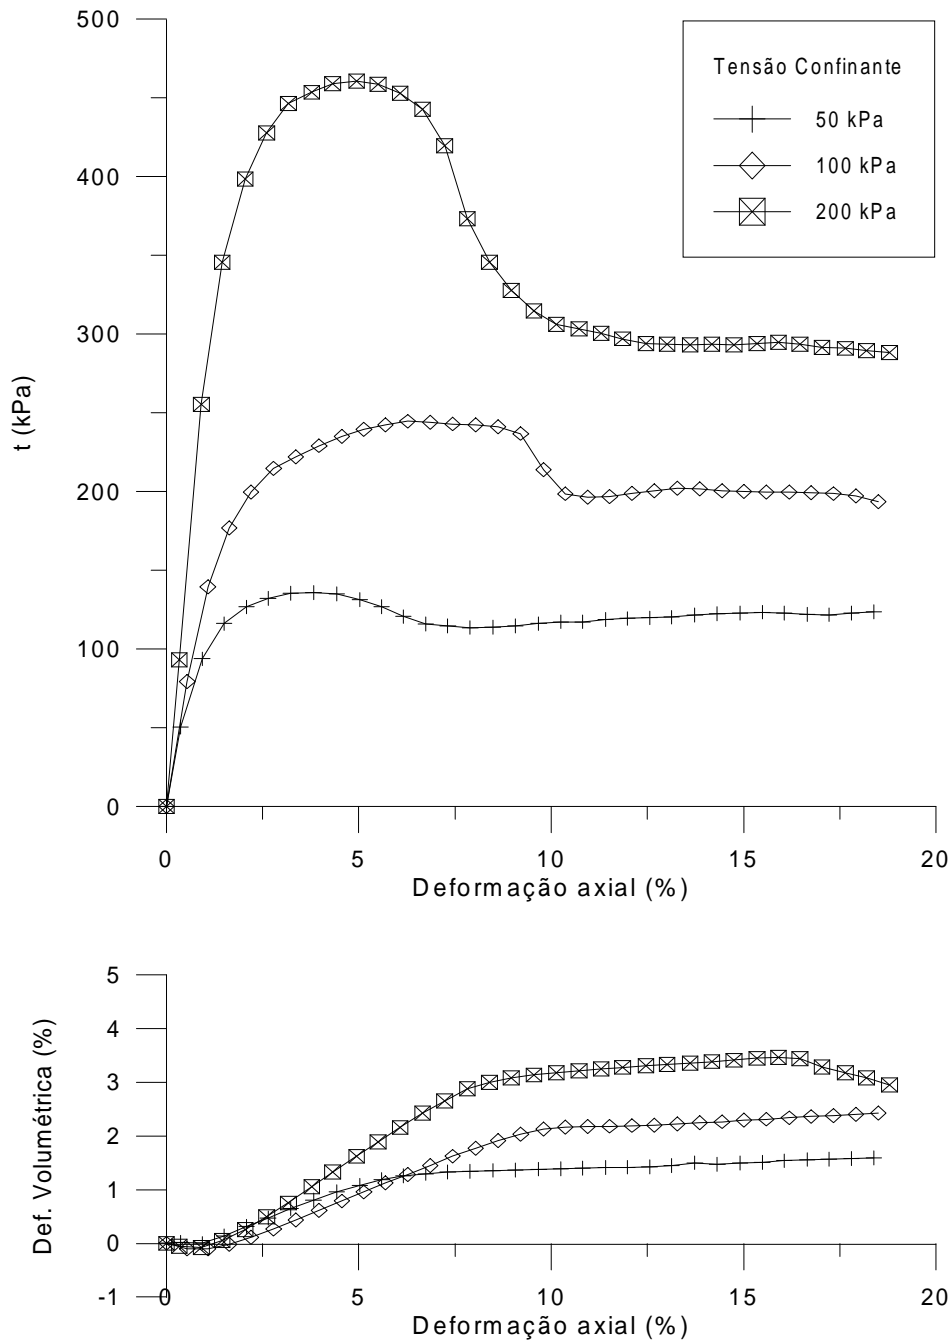 500
400
300
200
100
0
t (kPa)
Tensão Confinante
50 kPa
100 kPa
200 kPa
0 5 10 15 20
Deformação axial (%)
5
4
3
2
1
0
-1
Def. Volumétrica (%)
0 5 10 15 20
Deformação axial (%)